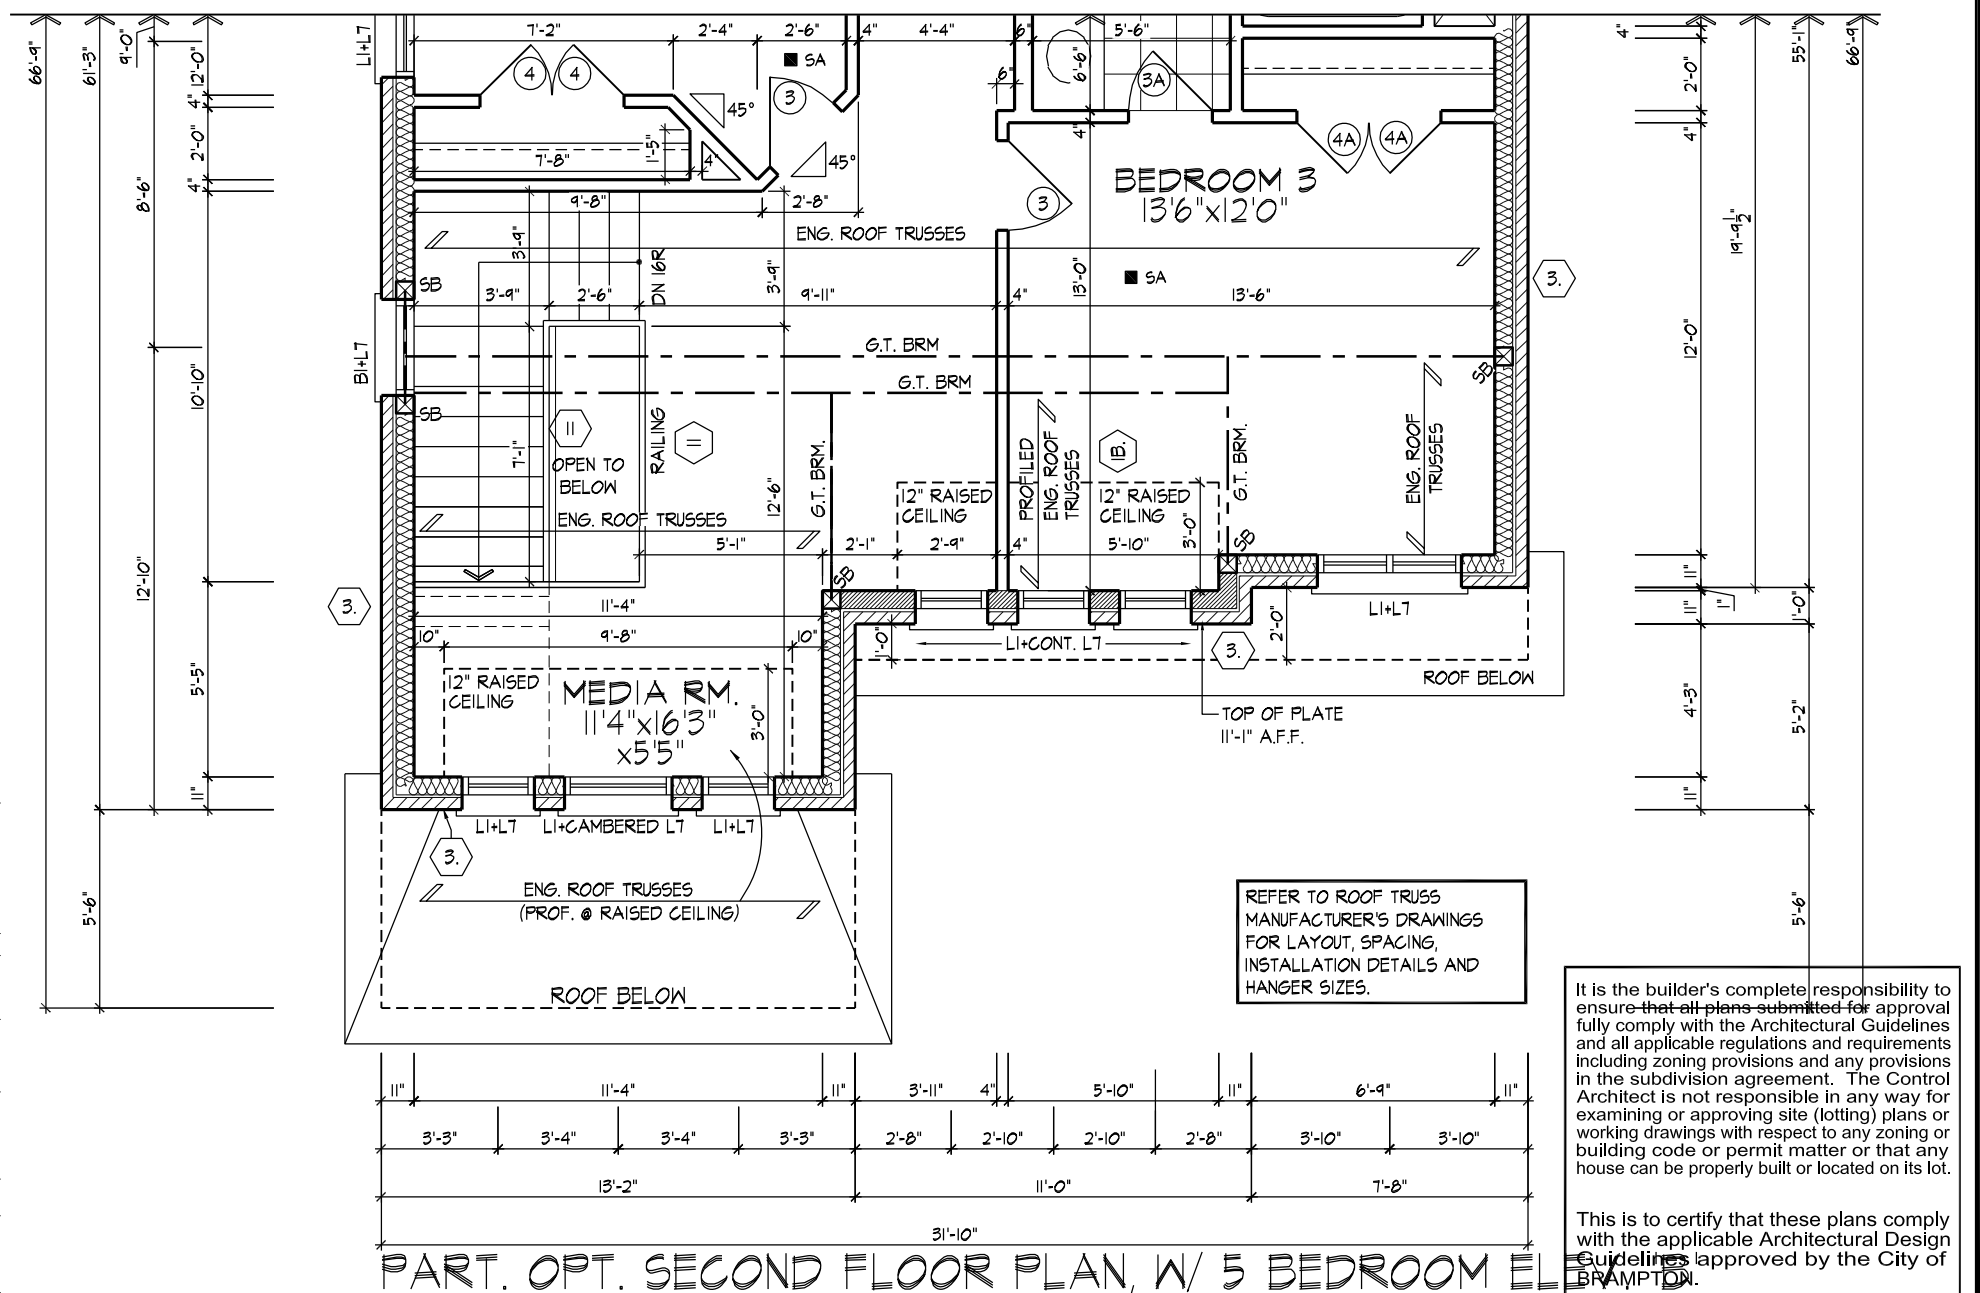 66'-9"
61'-3"
9'-0"
12'-0"
4"
2'-0"
4"
8'-6"
10'-10"
12'-10"
5'-5"
11"
5'-6"
L1+L7
7'-2"
2'-4"
2'-6"
4"
4'-4"
6"
5'-6"
4"
SA
4
4
3
6"
6'-6"
3A
45°
1'-5"
7'-8"
4"
45°
4"
4A
4A
9'-8"
2'-8"
3
BEDROOM 3
13'6"x12'0"
ENG. ROOF TRUSSES
3'-9"
DN 16R
3'-9"
13'-0"
SA
SB
3'-9"
2'-6"
9'-11"
4"
13'-6"
3.
B1+L7
G.T. BRM
G.T. BRM
SB
SB
11
RAILING
11
OPEN TO
BELOW
7'-1"
12'-6"
G.T. BRM.
PROFILED
ENG. ROOF
TRUSSES
1B.
G.T. BRM.
ENG. ROOF
TRUSSES
12" RAISED
CEILING
12" RAISED
CEILING
3'-0"
ENG. ROOF TRUSSES
5'-1"
2'-1"
2'-9"
4"
5'-10"
SB
SB
3.
11'-4"
10"
9'-8"
10"
1'-0"
L1+CONT. L7
3.
2'-0"
L1+L7
ROOF BELOW
12" RAISED
CEILING
MEDIA RM.
11'4"x16'3"
x5'5"
3'-0"
TOP OF PLATE
11'-1" A.F.F.
L1+L7
L1+CAMBERED L7
L1+L7
3.
ENG. ROOF TRUSSES
(PROF. @ RAISED CEILING)
ROOF BELOW
4"
2'-0"
4"
12'-0"
11"
11"
1"
4'-3"
11"
19'-9 1/2"
55'-1"
1'-0"
5'-2"
5'-6"
66'-9"
REFER TO ROOF TRUSS
MANUFACTURER'S DRAWINGS
FOR LAYOUT, SPACING,
INSTALLATION DETAILS AND
HANGER SIZES.
It is the builder's complete responsibility to
ensure that all plans submitted for approval
fully comply with the Architectural Guidelines
and all applicable regulations and requirements
including zoning provisions and any provisions
in the subdivision agreement. The Control
Architect is not responsible in any way for
examining or approving site (lotting) plans or
working drawings with respect to any zoning or
building code or permit matter or that any
house can be properly built or located on its lot.
This is to certify that these plans comply
with the applicable Architectural Design
Guidelines approved by the City of
BRAMPTON.
11"
11'-4"
11"
3'-11"
4"
5'-10"
11"
6'-9"
11"
3'-3"
3'-4"
3'-4"
3'-3"
2'-8"
2'-10"
2'-10"
2'-8"
3'-10"
3'-10"
13'-2"
11'-0"
7'-8"
31'-10"
PART. OPT. SECOND FLOOR PLAN, W/ 5 BEDROOM ELEV.